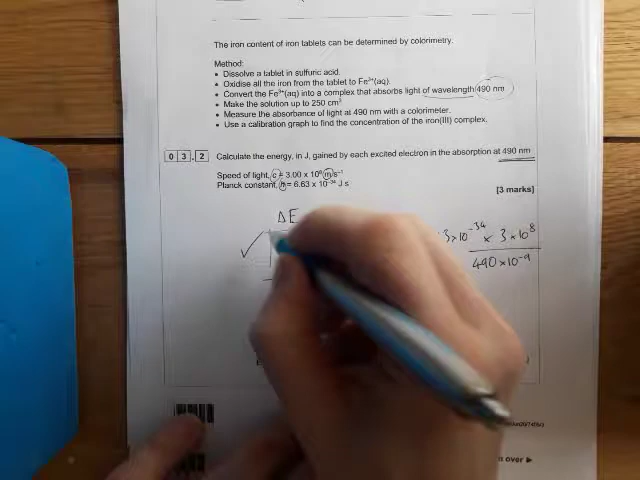 The iron content of iron tablets can be determined by colorimetry.
Method:
• Dissolve a tablet in sulfuric acid.
• Oxidise all the iron from the tablet to Fe³⁺(aq).
• Convert the Fe³⁺(aq) into a complex that absorbs light of wavelength 490 nm
• Make the solution up to 250 cm³
• Measure the absorbance of light at 490 nm with a colorimeter.
• Use a calibration graph to find the concentration of the iron(III) complex.
0 3 . 2 Calculate the energy, in J, gained by each excited electron in the absorption at 490 nm
Speed of light, c = 3.00 x 10⁸ m s⁻¹
Planck constant, h = 6.63 x 10⁻³⁴ J s
[3 marks]
ΔE
3 × 10⁻³⁴ × 3 × 10⁸
490 × 10⁻⁹
over ►